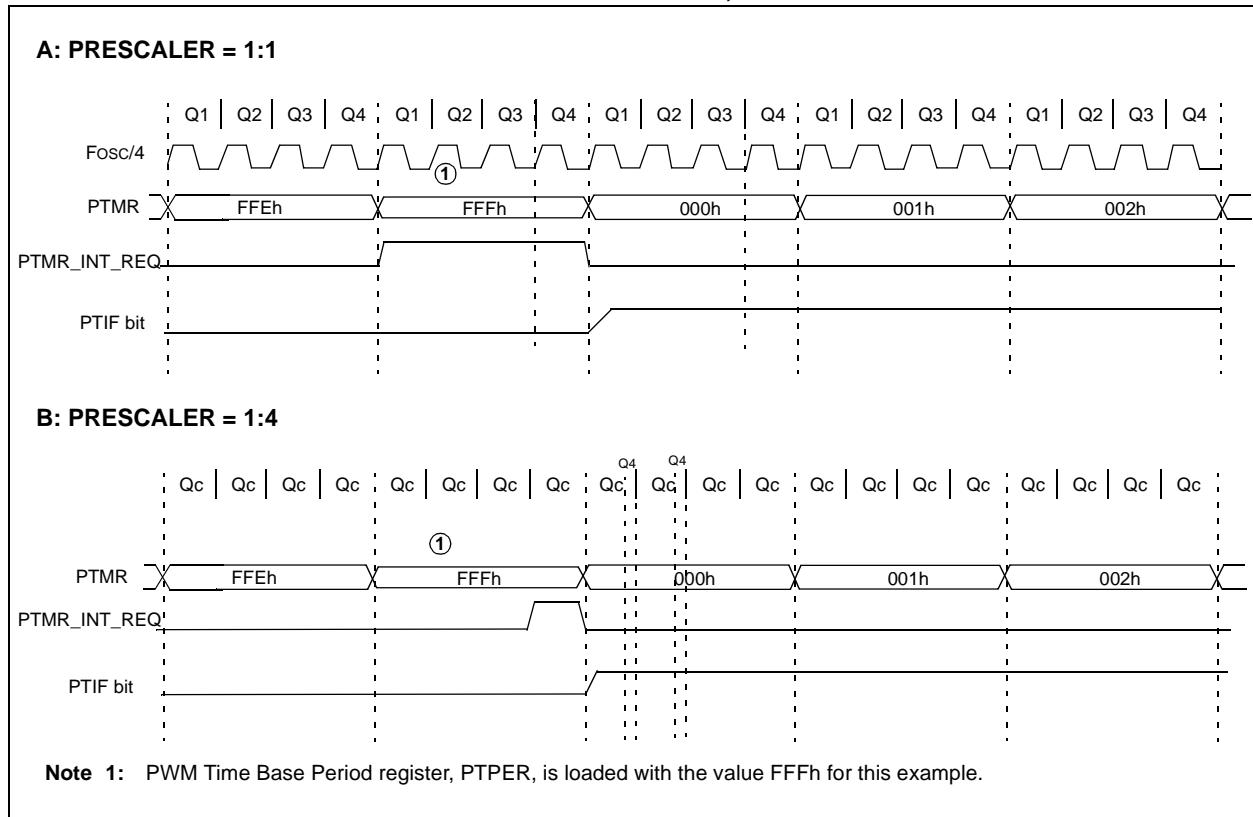 A: PRESCALER = 1:1
Q1 Q2 Q3 Q4 Q1 Q2 Q3 Q4 Q1 Q2 Q3 Q4 Q1 Q2 Q3 Q4 Q1 Q2 Q3 Q4
FOSC/4
1
PTMR FFEh FFFh 000h 001h 002h
PTMR_INT_REQ
PTIF bit
B: PRESCALER = 1:4
Q4 Q4
Qc Qc Qc Qc Qc Qc Qc Qc Qc Qc Qc Qc Qc Qc Qc Qc Qc Qc Qc Qc
1
PTMR FFEh FFFh 000h 001h 002h
PTMR_INT_REQ
PTIF bit
Note 1: PWM Time Base Period register, PTPER, is loaded with the value FFFh for this example.